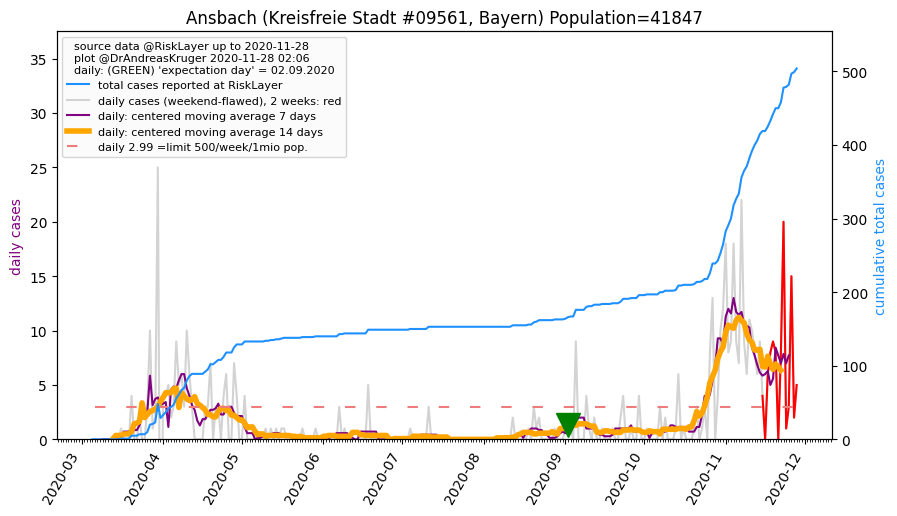 Ansbach (Kreisfreie Stadt #09561, Bayern) Population=41847
source data @RiskLayer up to 2020-11-28
plot @DrAndreasKruger 2020-11-28 02:06
daily: (GREEN) 'expectation day' = 02.09.2020
total cases reported at RiskLayer
daily cases (weekend-flawed), 2 weeks: red
daily: centered moving average 7 days
daily: centered moving average 14 days
daily 2.99 =limit 500/week/1mio pop.
daily cases
35
30
25
20
15
10
5
0
cumulative total cases
500
400
300
200
100
0
2020-03
2020-04
2020-05
2020-06
2020-07
2020-08
2020-09
2020-10
2020-11
2020-12